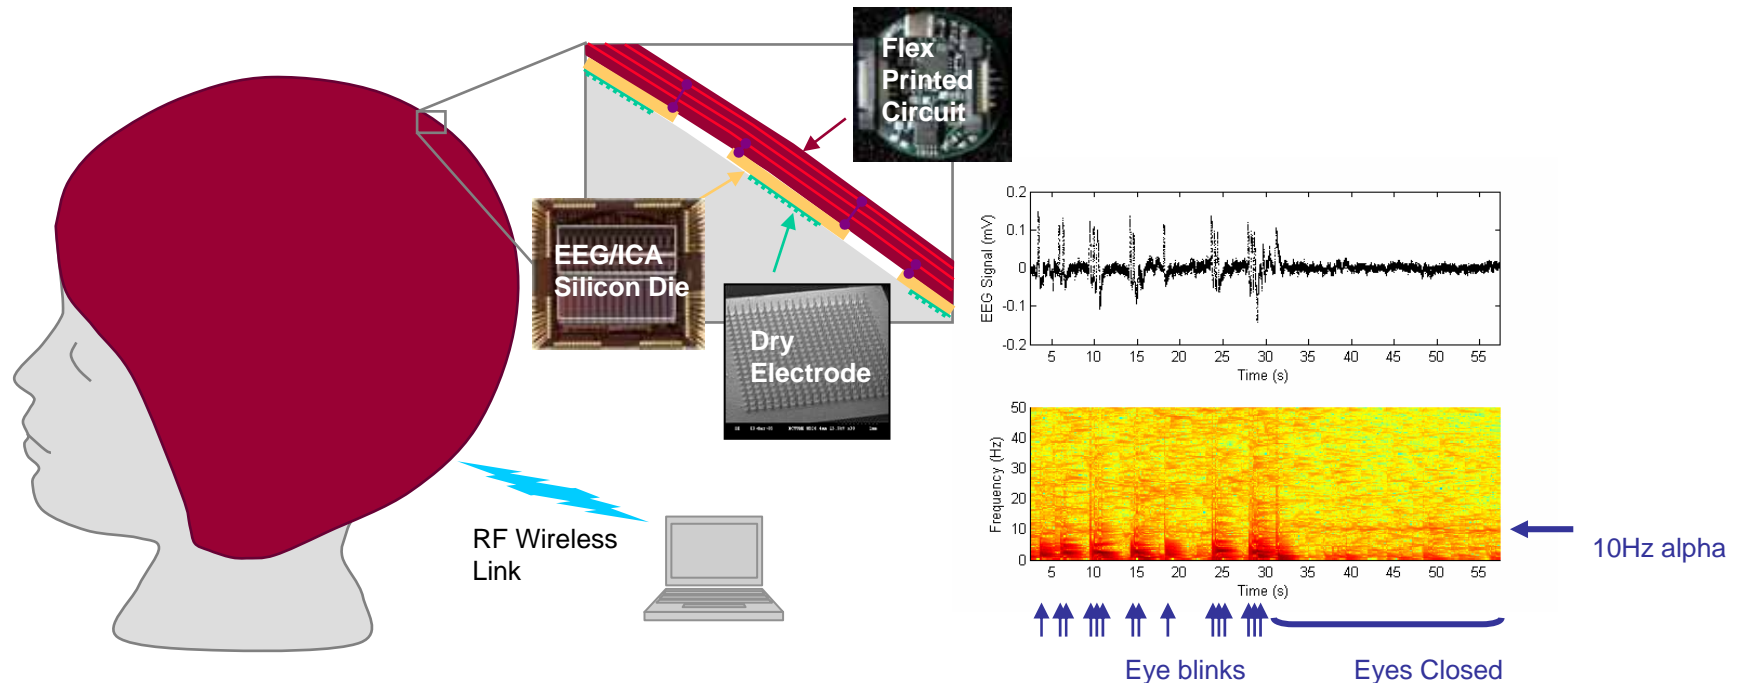 Flex
Printed
Circuit
EEG/ICA
Silicon Die
Dry
Electrode
RF Wireless
Link
0.2
0.1
0
-0.1
-0.2
EEG Signal (mV)
5 10 15 20 25 30 35 40 45 50 55
Time (s)
50
40
30
20
10
0
Frequency (Hz)
5 10 15 20 25 30 35 40 45 50 55
Time (s)
10Hz alpha
Eye blinks
Eyes Closed